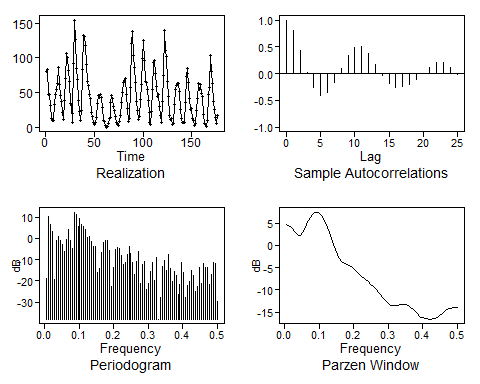 150
100
50
0
0 50 100 150
Time
Realization
1.0
0.5
0.0
-0.5
-1.0
0 5 10 15 20 25
Lag
Sample Autocorrelations
10
0
-10
-20
-30
dB
0.0 0.1 0.2 0.3 0.4 0.5
Frequency
Periodogram
5
0
-5
-10
-15
dB
0.0 0.1 0.2 0.3 0.4 0.5
Frequency
Parzen Window